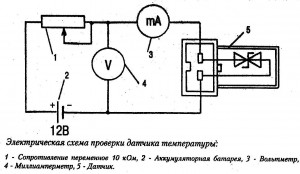 mA
V
1
2
3
4
5
+ −
12В
Электрическая схема проверки датчика температуры:
1 - Сопротивление переменное 10 кОм, 2 - Аккумуляторная батарея, 3 - Вольтметр,
4 - Миллиамперметр, 5 - Датчик.